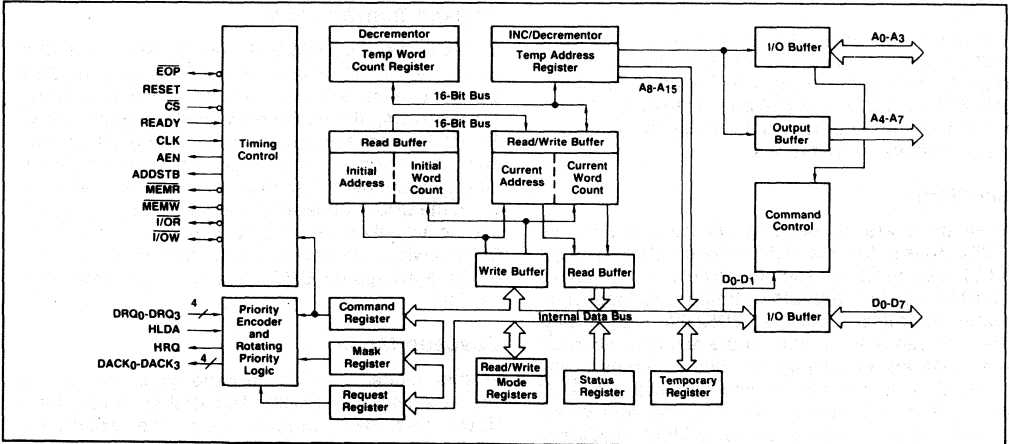 Decrementor
Temp Word
Count Register
INC/Decrementor
Temp Address
Register
I/O Buffer
A0-A3
A8-A15
16-Bit Bus
Output
Buffer
A4-A7
16-Bit Bus
EOP
RESET
CS
READY
CLK
AEN
ADDSTB
MEMR
MEMW
I/OR
I/OW
Timing
Control
Read Buffer
Initial
Address
Initial
Word
Count
Read/Write Buffer
Current
Address
Current
Word
Count
Command
Control
Write Buffer
Read Buffer
D0-D1
Internal Data Bus
I/O Buffer
D0-D7
4
DRQ0-DRQ3
HLDA
HRQ
4
DACK0-DACK3
Priority
Encoder
and
Rotating
Priority
Logic
Command
Register
Mask
Register
Request
Register
Read/Write
Mode
Registers
Status
Register
Temporary
Register